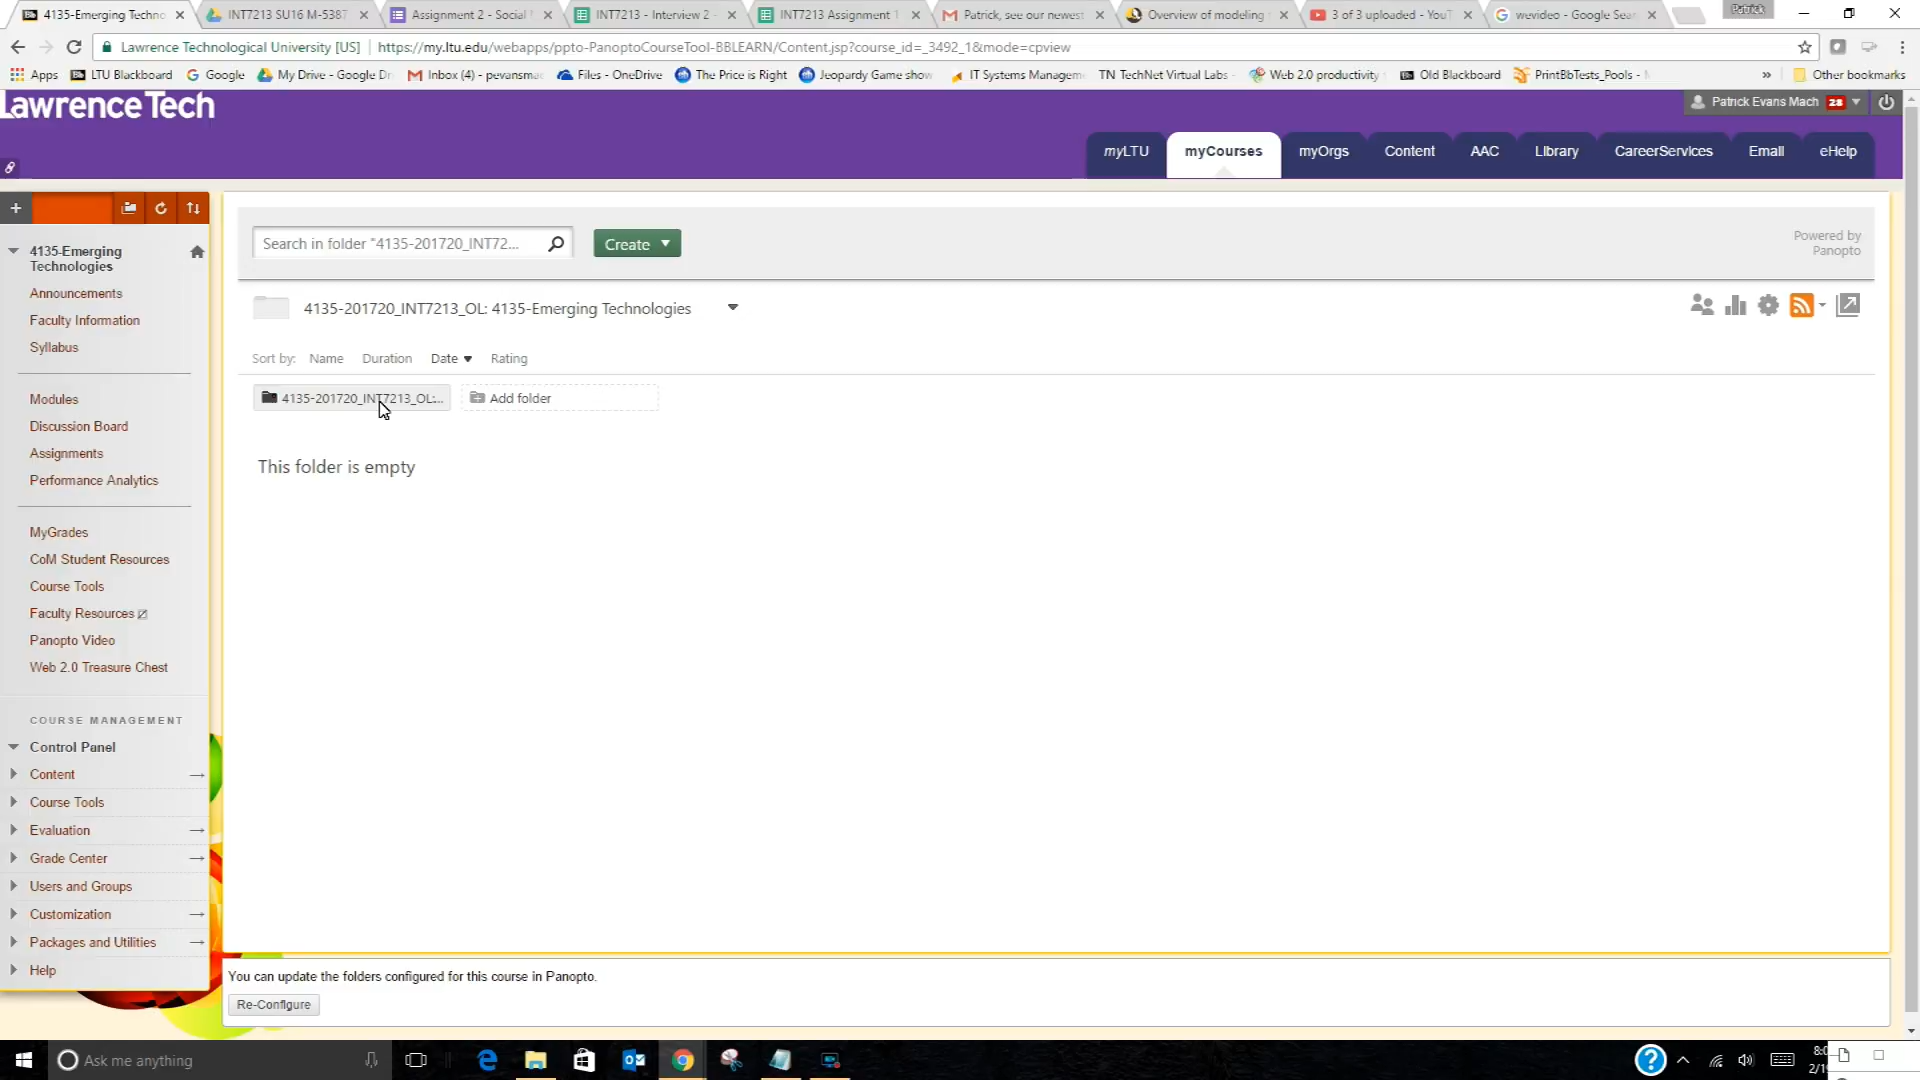 4135-Emerging Techno
INT7213 SU16 M-5387
Assignment 2 - Social
INT7213 - Interview 2 -
INT7213 Assignment 1
Patrick, see our newest
Overview of modeling
3 of 3 uploaded - YouT
wevideo - Google Sear
Patrick
Lawrence Technological University [US]
https://my.ltu.edu/webapps/ppto-PanoptoCourseTool-BBLEARN/Content.jsp?course_id=_3492_1&mode=cpview
Apps
LTU Blackboard
Google
My Drive - Google Dr
Inbox (4) - pevansmac
Files - OneDrive
The Price is Right
Jeopardy Game show
IT Systems Manageme
TN TechNet Virtual Labs
Web 2.0 productivity
Old Blackboard
PrintBbTests_Pools -
»
Other bookmarks
Lawrence Tech
Patrick Evans Mach 28
myLTU
myCourses
myOrgs
Content
AAC
Library
CareerServices
Email
eHelp
4135-Emerging
Technologies
Announcements
Faculty Information
Syllabus
Modules
Discussion Board
Assignments
Performance Analytics
MyGrades
CoM Student Resources
Course Tools
Faculty Resources
Panopto Video
Web 2.0 Treasure Chest
COURSE MANAGEMENT
Control Panel
Content
Course Tools
Evaluation
Grade Center
Users and Groups
Customization
Packages and Utilities
Help
Search in folder "4135-201720_INT72...
Create
Powered by
Panopto
4135-201720_INT7213_OL: 4135-Emerging Technologies
Sort by: Name Duration Date Rating
4135-201720_INT7213_OL:...
Add folder
This folder is empty
You can update the folders configured for this course in Panopto.
Re-Configure
Ask me anything
8:0
2/1